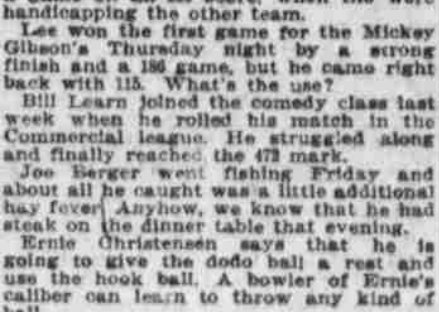 handicapping the other team.
Lee won the first game for the Mickey
Gibson's Thursday night by a strong
finish and a 186 game, but he came right
back with 115. What's the use?
Bill Learn joined the comedy class last
week when he rolled his match in the
Commercial league. He struggled along
and finally reached the 472 mark.
Joe Berger went fishing Friday and
about all he caught was a little additional
hay fever. Anyhow, we know that he had
steak on the dinner table that evening.
Ernie Christensen says that he is
going to give the dodo ball a rest and
use the hook ball. A bowler of Ernie's
caliber can learn to throw any kind of